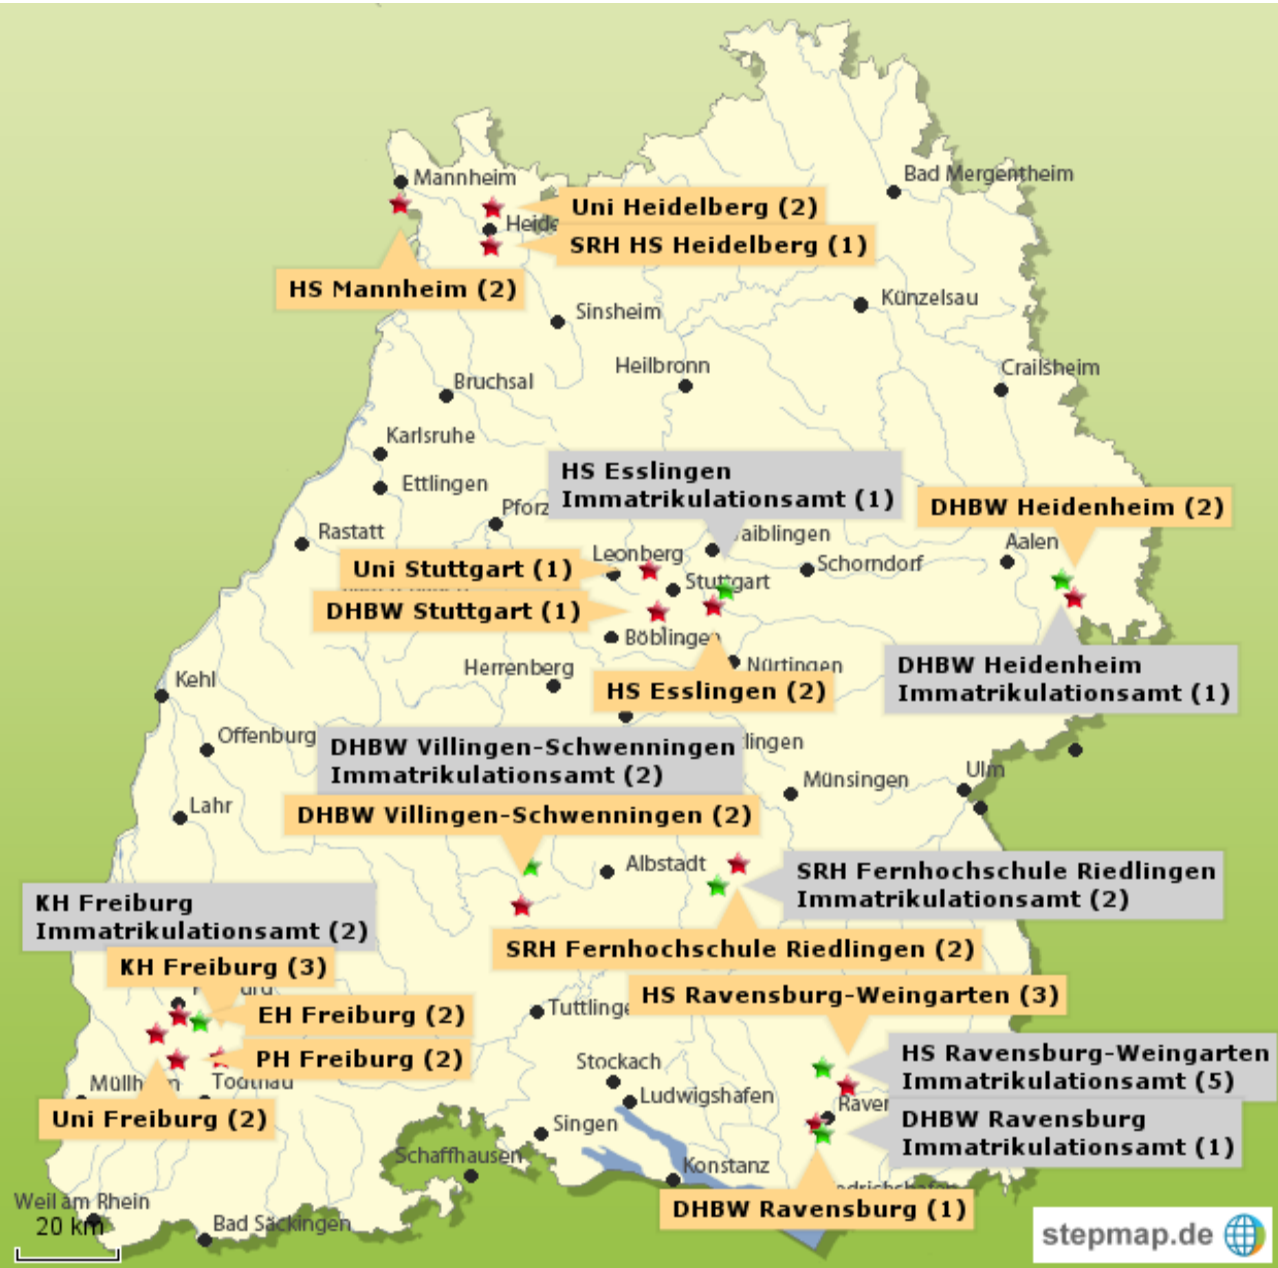 Mannheim
Bad Mergentheim
Uni Heidelberg (2)
SRH HS Heidelberg (1)
HS Mannheim (2)
Künzelsau
Sinsheim
Heilbronn
Crailsheim
Bruchsal
Karlsruhe
HS Esslingen
Immatrikulationsamt (1)
Ettlingen
DHBW Heidenheim (2)
Rastatt
Aalen
Leonberg
Schorndorf
Uni Stuttgart (1)
Stuttgart
DHBW Stuttgart (1)
Böblingen
Nürtingen
DHBW Heidenheim
Immatrikulationsamt (1)
Herrenberg
Kehl
HS Esslingen (2)
Offenburg
DHBW Villingen-Schwenningen
Immatrikulationsamt (2)
Ulm
Münsingen
Lahr
DHBW Villingen-Schwenningen (2)
Albstadt
SRH Fernhochschule Riedlingen
Immatrikulationsamt (2)
KH Freiburg
Immatrikulationsamt (2)
SRH Fernhochschule Riedlingen (2)
KH Freiburg (3)
HS Ravensburg-Weingarten (3)
Tuttlinge
EH Freiburg (2)
PH Freiburg (2)
HS Ravensburg-Weingarten
Immatrikulationsamt (5)
Stockach
Müllheim
Todtnau
Ludwigshafen
Raven
Uni Freiburg (2)
DHBW Ravensburg
Immatrikulationsamt (1)
Singen
Schaffhausen
Konstanz
Weil am Rhein
DHBW Ravensburg (1)
20 km
Bad Säckingen
stepmap.de